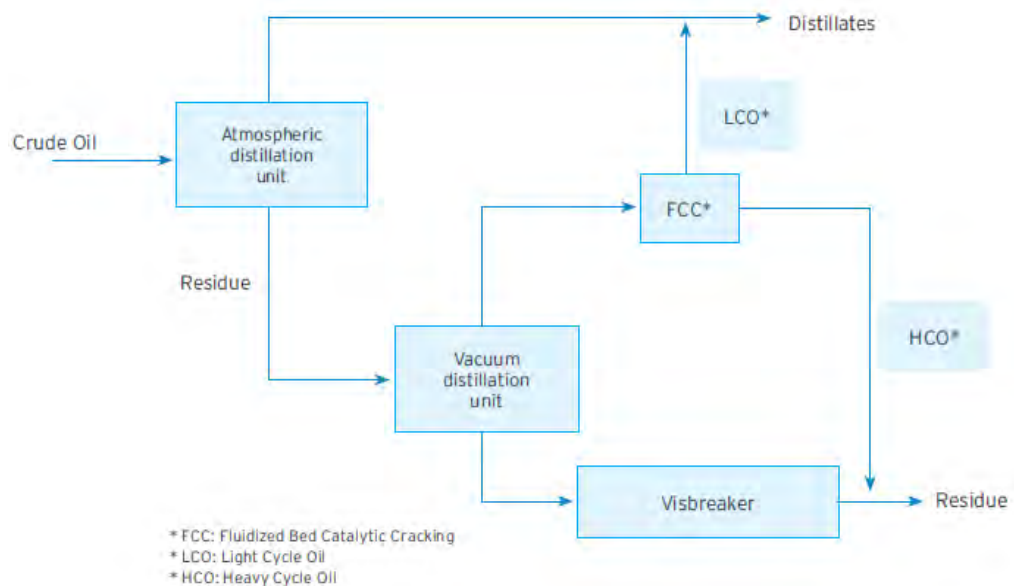 Distillates
LCO*
Crude Oil
Atmospheric
distillation
unit
FCC*
Residue
HCO*
Vacuum
distillation
unit
Visbreaker
Residue
* FCC: Fluidized Bed Catalytic Cracking
* LCO: Light Cycle Oil
* HCO: Heavy Cycle Oil